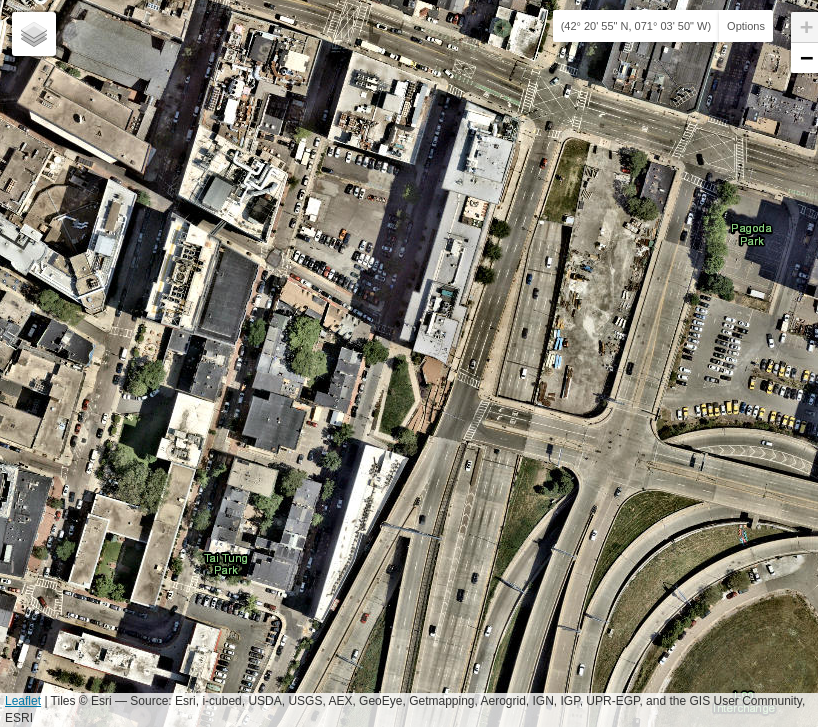 (42° 20' 55" N, 071° 03' 50" W)
Options
+
−
Pagoda
Park
Tai Tung
Park
Interchange
Leaflet | Tiles © Esri — Source: Esri, i-cubed, USDA, USGS, AEX, GeoEye, Getmapping, Aerogrid, IGN, IGP, UPR-EGP, and the GIS User Community,
ESRI